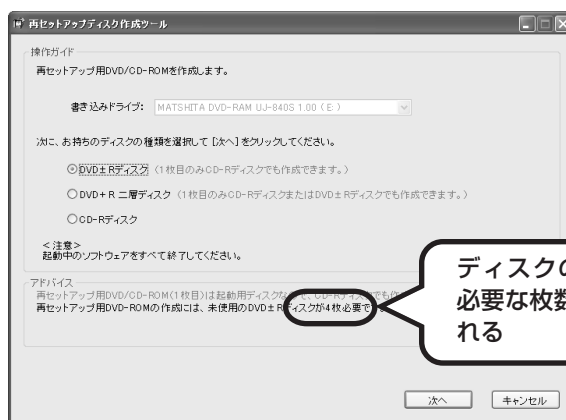 再セットアップディスク作成ツール
操作ガイド
再セットアップ用DVD/CD-ROMを作成します。
書き込みドライブ: MATSHITA DVD-RAM UJ-840S 1.00 ( E: )
次に、お持ちのディスクの種類を選択して [次へ] をクリックしてください。
DVD±Rディスク (1枚目のみCD-Rディスクでも作成できます。)
DVD+R 二層ディスク (1枚目のみCD-RディスクまたはDVD±Rディスクでも作成できます。)
CD-Rディスク
<注意>
起動中のソフトウェアをすべて終了してください。
アドバイス
再セットアップ用DVD/CD-ROM(1枚目)は起動用ディスクなので、CD-Rディスクでも作
再セットアップ用DVD-ROMの作成には、未使用のDVD±Rディスクが4枚必要で
ディスクの
必要な枚数
れる
次へ
キャンセル